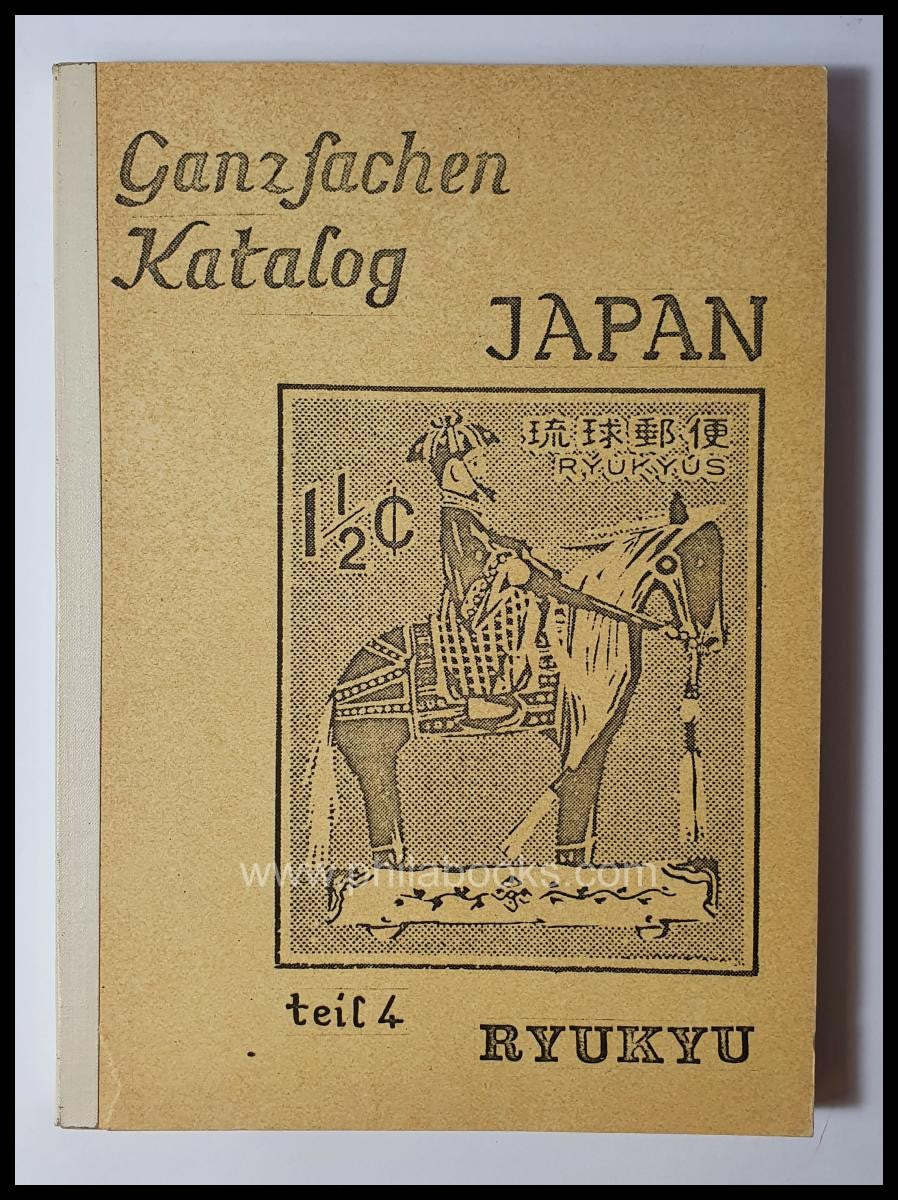 Ganzſachen
Katalog
JAPAN
琉球郵便
RYUKYUS
1 1/2 ¢
www.philabooks.com
teil 4
RYUKYU